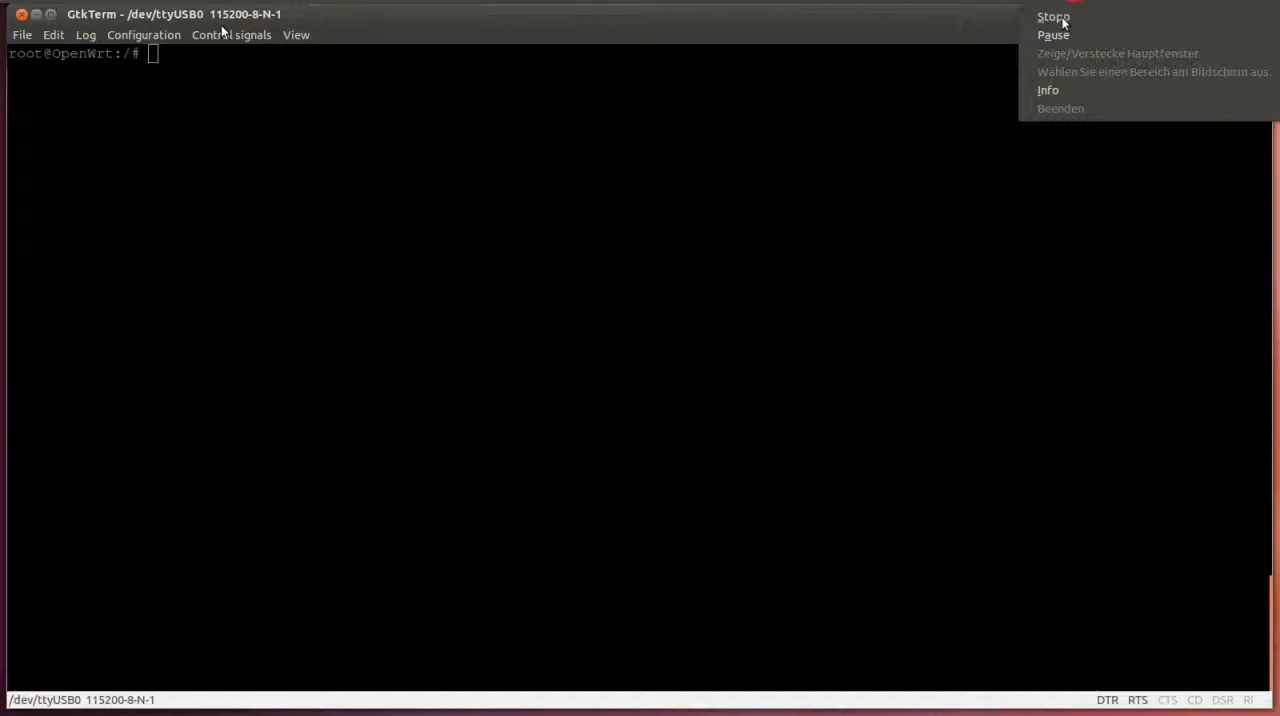 GtkTerm - /dev/ttyUSB0 115200-8-N-1
File Edit Log Configuration Control signals View
root@OpenWrt:/#
Stopp
Pause
Zeige/Verstecke Hauptfenster
Wählen Sie einen Bereich am Bildschirm aus.
Info
Beenden
/dev/ttyUSB0 115200-8-N-1
DTR RTS CTS CD DSR RI